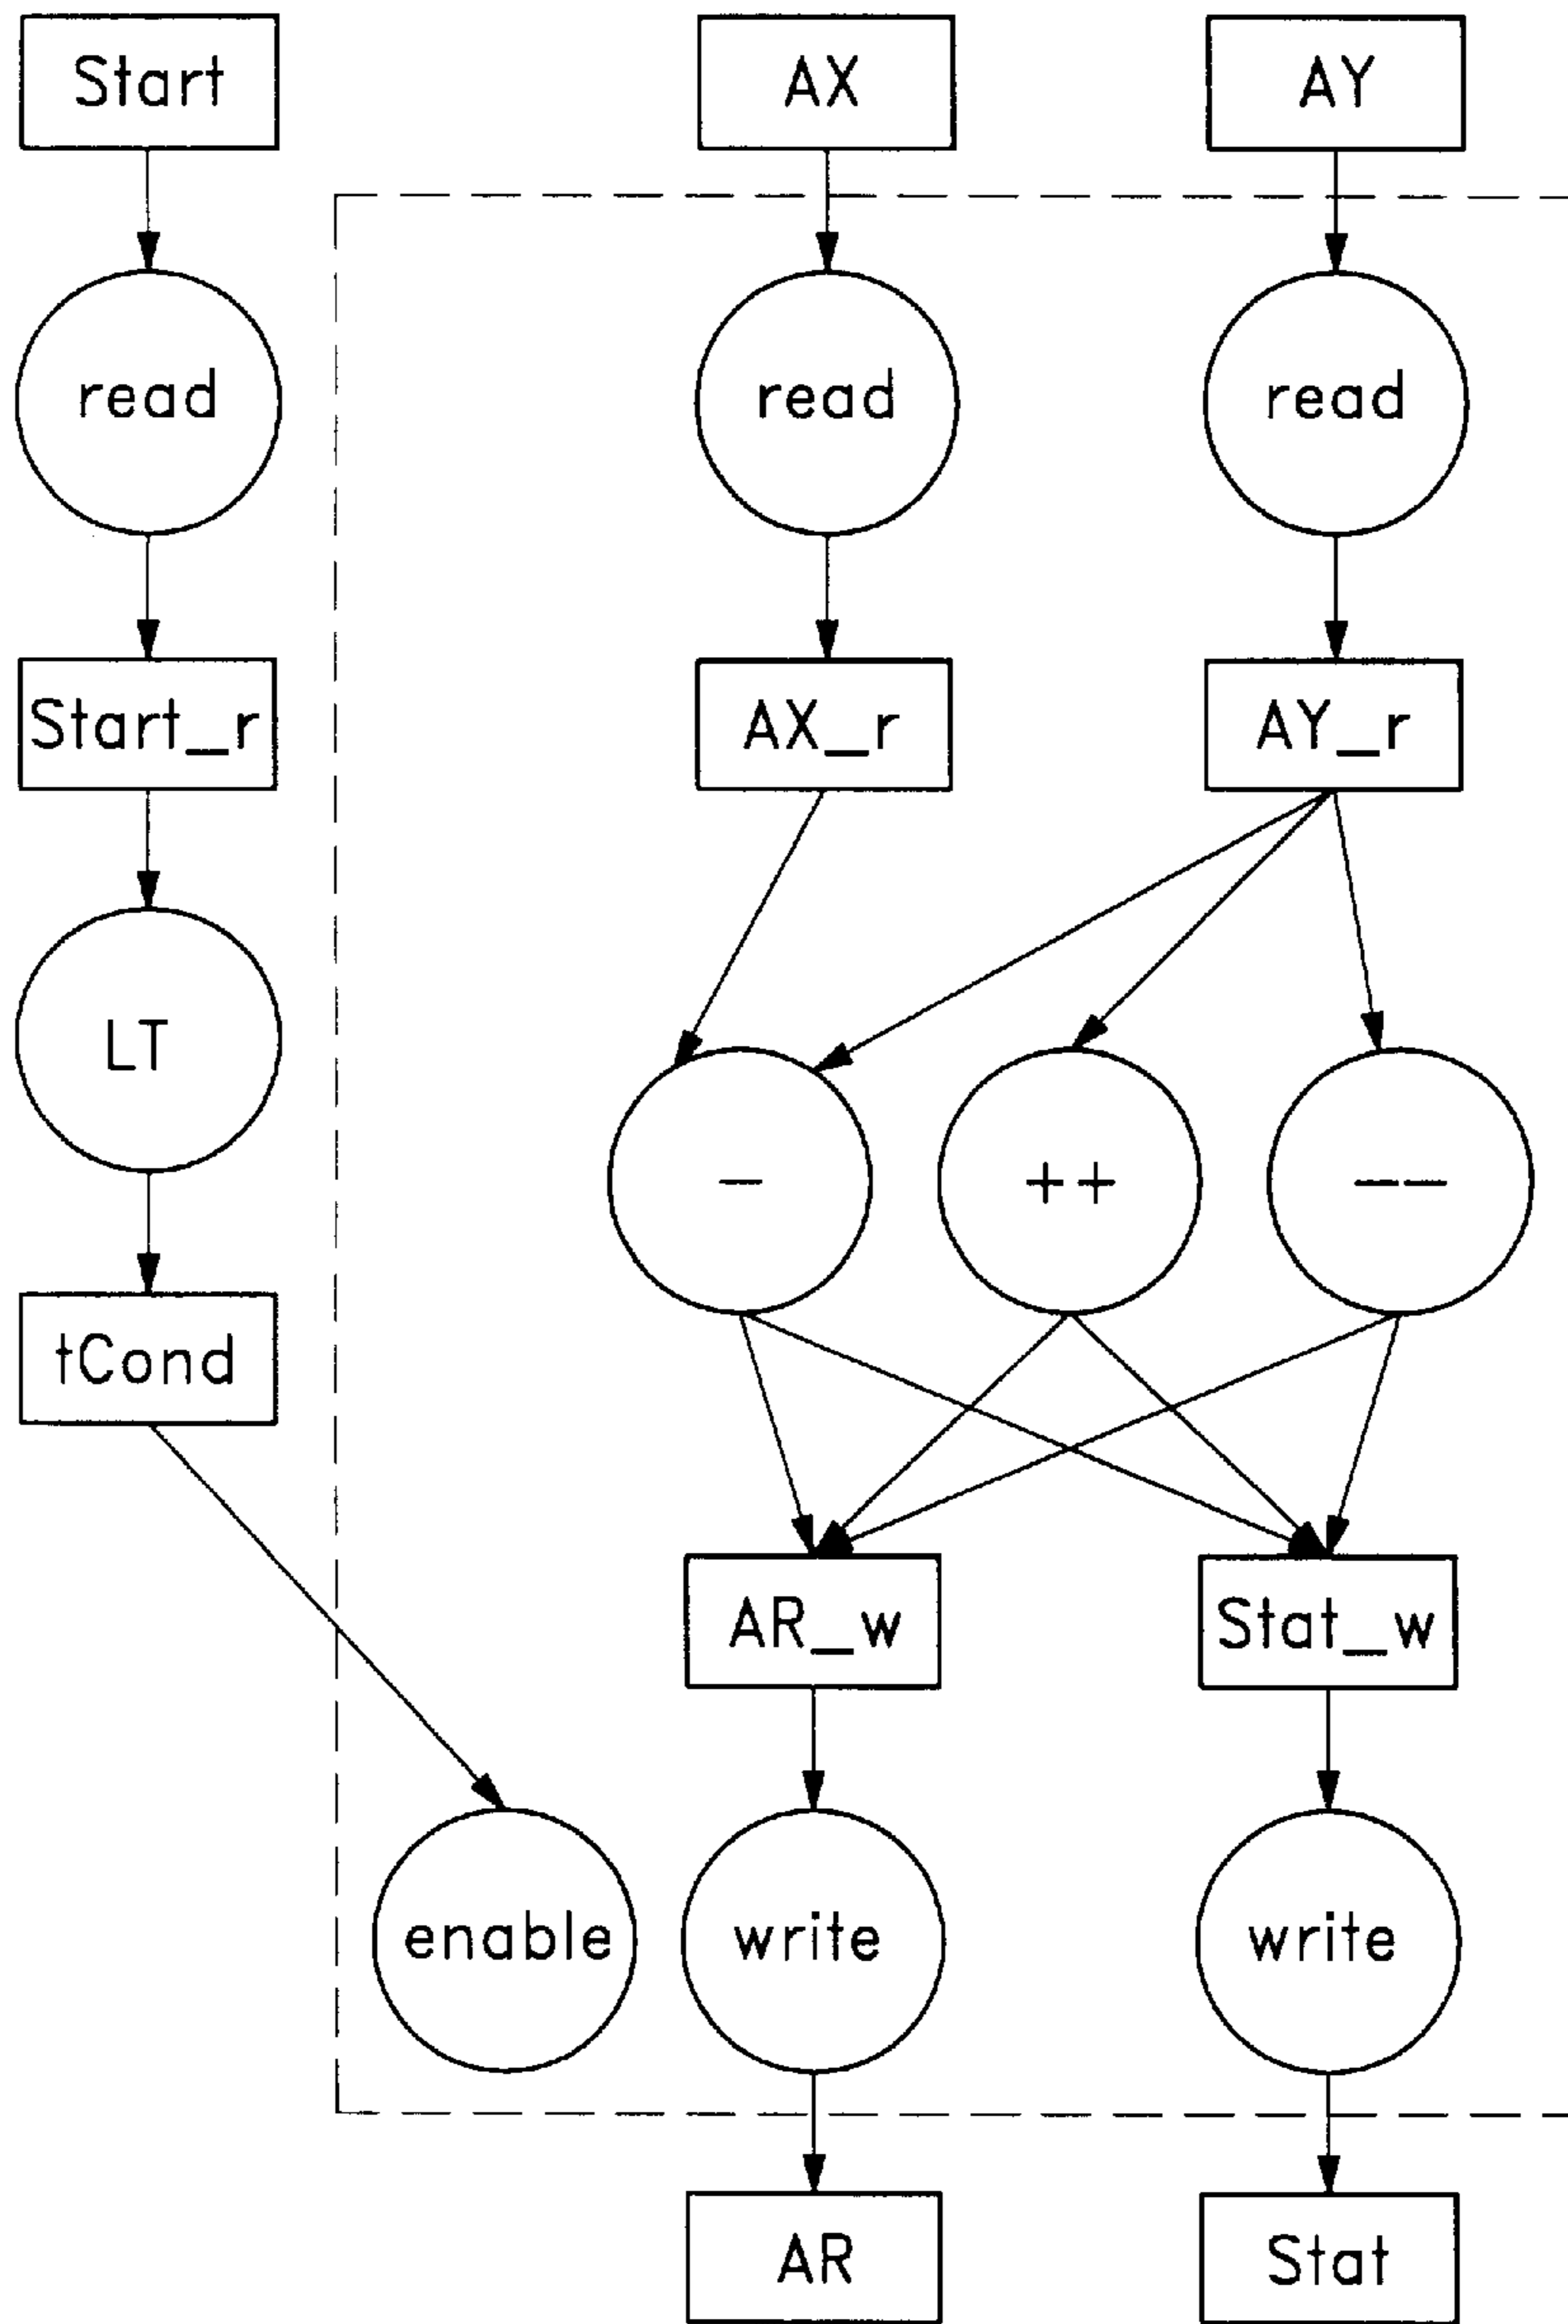 Start
AX
AY
read
read
read
Start_r
AX_r
AY_r
LT
-
++
--
tCond
AR_w
Stat_w
enable
write
write
AR
Stat